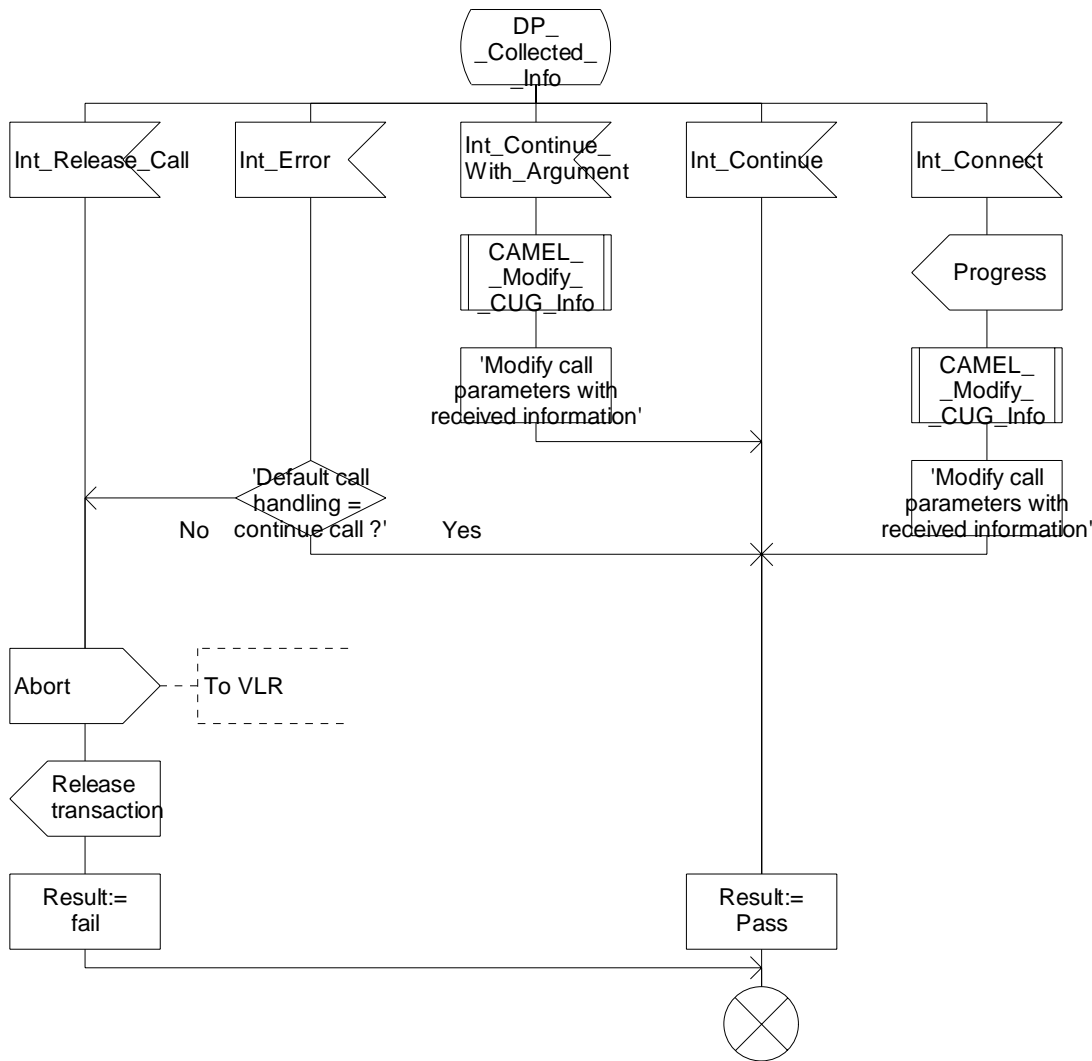 DP_
_Collected_
_Info
Int_Release_Call
Int_Error
Int_Continue_
With_Argument
Int_Continue
Int_Connect
CAMEL_
_Modify_
_CUG_Info
Progress
'Modify call
parameters with
received information'
CAMEL_
_Modify_
_CUG_Info
'Default call
handling =
continue call ?'
No
Yes
'Modify call
parameters with
received information'
Abort
To VLR
Release
transaction
Result:=
fail
Result:=
Pass